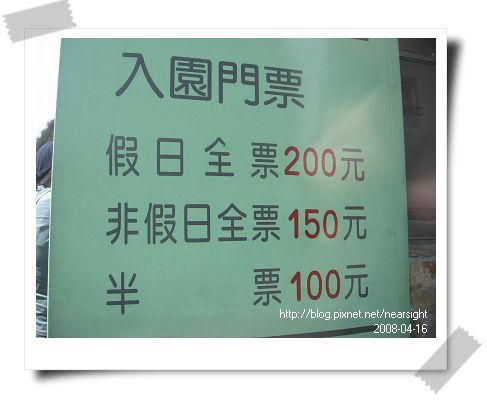 入園門票
假日全票200元
非假日全票150元
半票100元
http://blog.pixnet.net/nearsight
2008-04-16